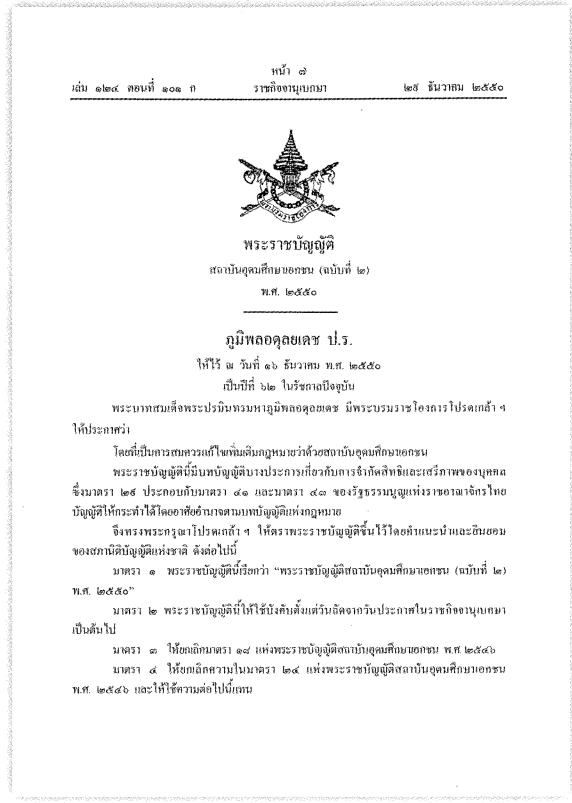 หน้า ๗
เล่ม ๑๒๔ ตอนที่ ๑๐๑ ก ราชกิจจานุเบกษา ๒๙ ธันวาคม ๒๕๕๐
พระราชบัญญัติ
สถาบันอุดมศึกษาเอกชน (ฉบับที่ ๒)
พ.ศ. ๒๕๕๐
ภูมิพลอดุลยเดช ป.ร.
ให้ไว้ ณ วันที่ ๑๖ ธันวาคม พ.ศ. ๒๕๕๐
เป็นปีที่ ๖๒ ในรัชกาลปัจจุบัน
พระบาทสมเด็จพระปรมินทรมหาภูมิพลอดุลยเดช มีพระบรมราชโองการโปรดเกล้า ฯ
ให้ประกาศว่า
โดยที่เป็นการสมควรแก้ไขเพิ่มเติมกฎหมายว่าด้วยสถาบันอุดมศึกษาเอกชน
พระราชบัญญัตินี้มีบทบัญญัติบางประการเกี่ยวกับการจำกัดสิทธิและเสรีภาพของบุคคล
ซึ่งมาตรา ๒๙ ประกอบกับมาตรา ๔๑ และมาตรา ๔๓ ของรัฐธรรมนูญแห่งราชอาณาจักรไทย
บัญญัติให้กระทำได้โดยอาศัยอำนาจตามบทบัญญัติแห่งกฎหมาย
จึงทรงพระกรุณาโปรดเกล้า ฯ ให้ตราพระราชบัญญัติขึ้นไว้โดยคำแนะนำและยินยอม
ของสภานิติบัญญัติแห่งชาติ ดังต่อไปนี้
มาตรา ๑ พระราชบัญญัตินี้เรียกว่า “พระราชบัญญัติสถาบันอุดมศึกษาเอกชน (ฉบับที่ ๒)
พ.ศ. ๒๕๕๐”
มาตรา ๒ พระราชบัญญัตินี้ให้ใช้บังคับตั้งแต่วันถัดจากวันประกาศในราชกิจจานุเบกษา
เป็นต้นไป
มาตรา ๓ ให้ยกเลิกมาตรา ๑๘ แห่งพระราชบัญญัติสถาบันอุดมศึกษาเอกชน พ.ศ. ๒๕๔๖
มาตรา ๔ ให้ยกเลิกความในมาตรา ๒๔ แห่งพระราชบัญญัติสถาบันอุดมศึกษาเอกชน
พ.ศ. ๒๕๔๖ และให้ใช้ความต่อไปนี้แทน